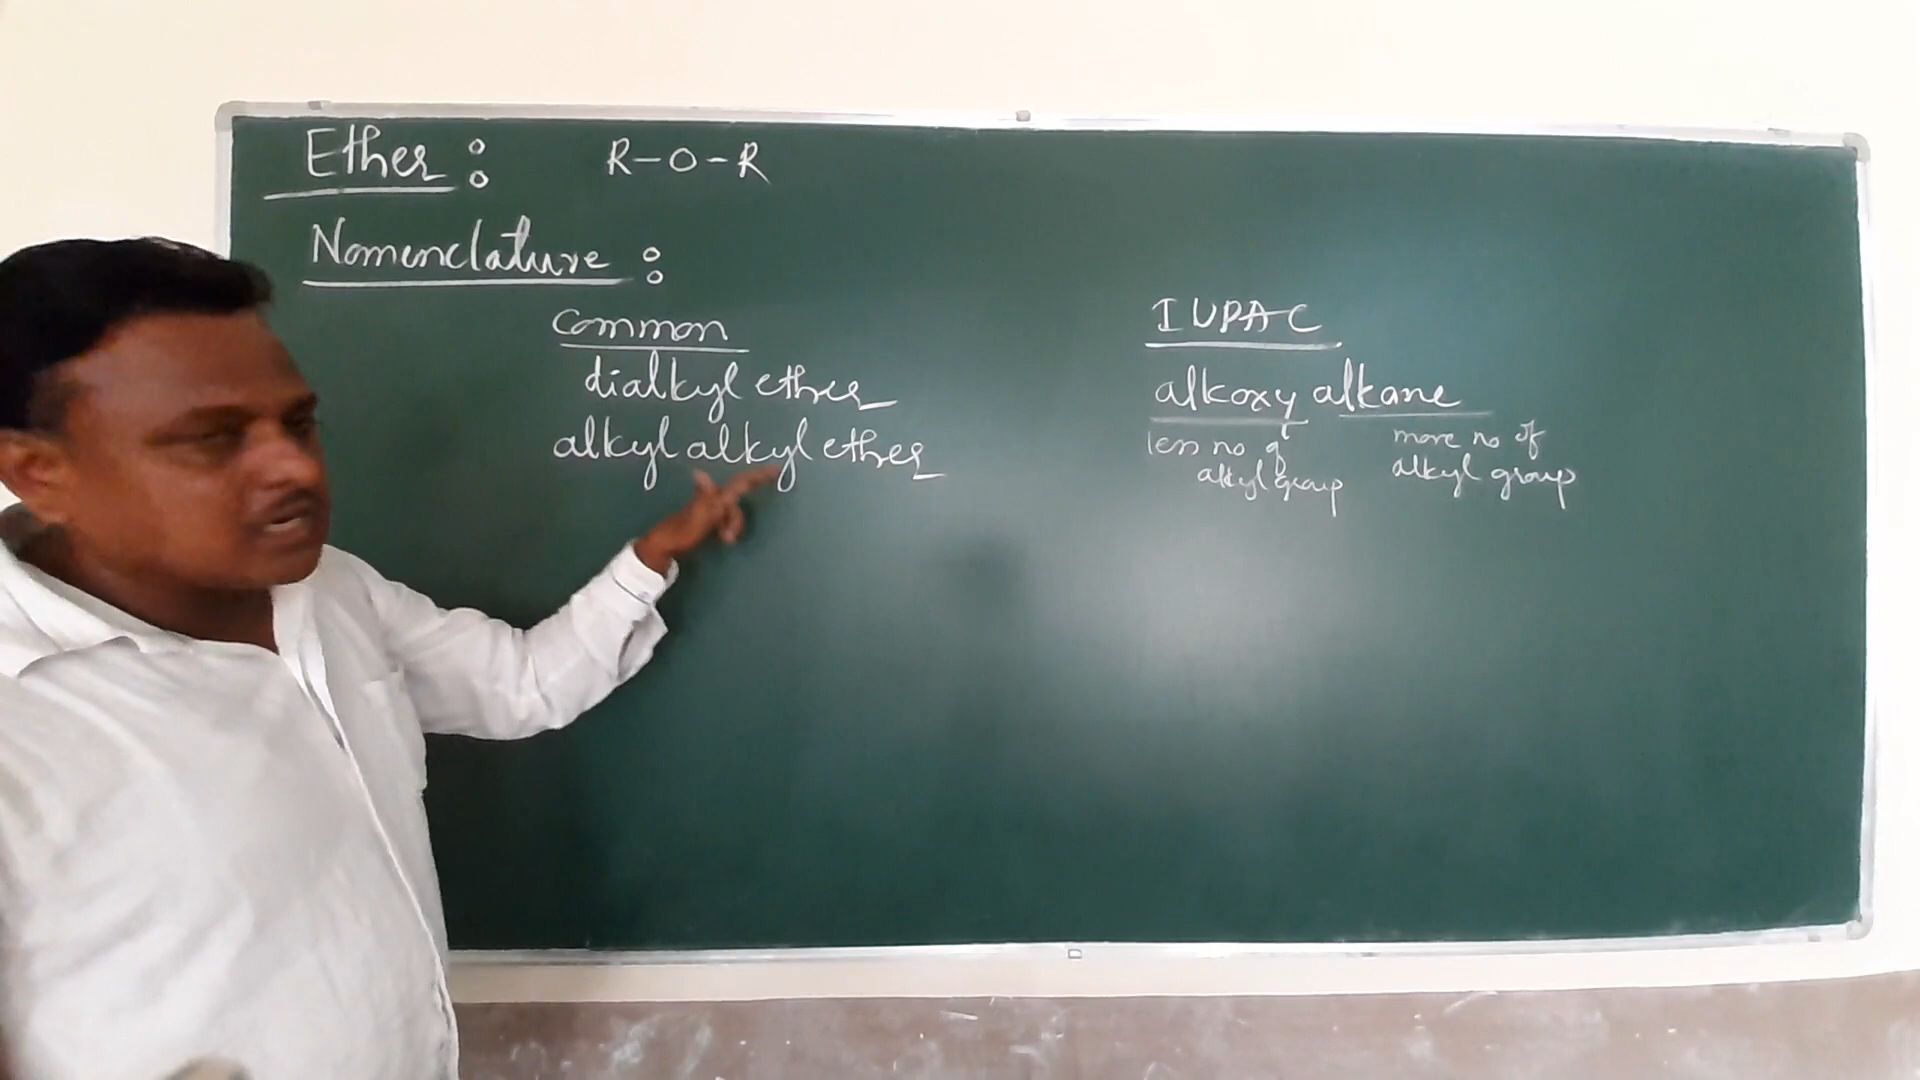 Ether : R-O-R
Nomenclature :
Common
dialkyl ether
alkyl alkyl ether
IUPAC
alkoxy alkane
less no of
alkyl group
more no of
alkyl group